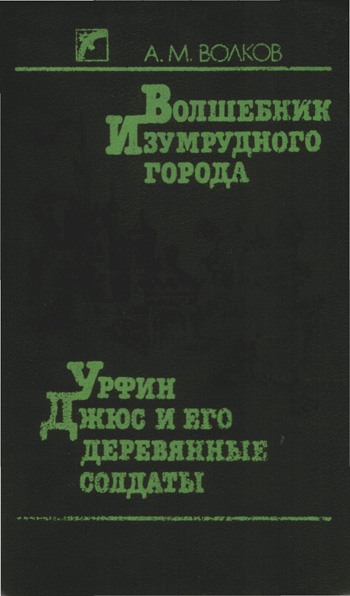 А. М. ВОЛКОВ
ВОЛШЕБНИК
ИЗУМРУДНОГО
ГОРОДА
УРФИН
ДЖЮС И ЕГО
ДЕРЕВЯННЫЕ
СОЛДАТЫ